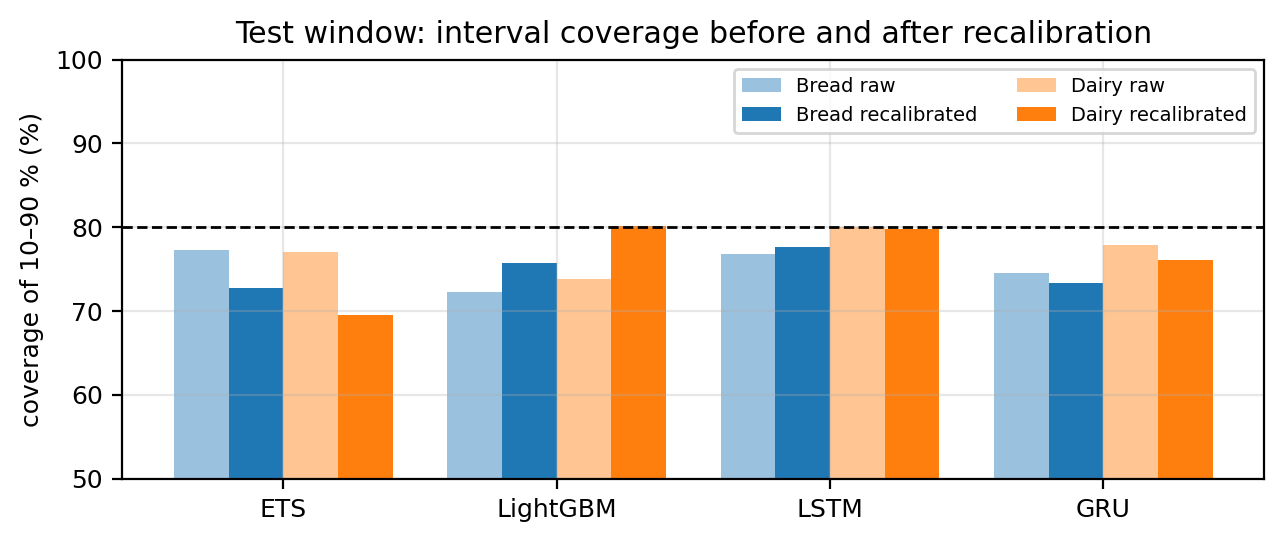 Test window: interval coverage before and after recalibration
coverage of 10–90 % (%)
100
90
80
70
60
50
Bread raw
Bread recalibrated
Dairy raw
Dairy recalibrated
ETS
LightGBM
LSTM
GRU